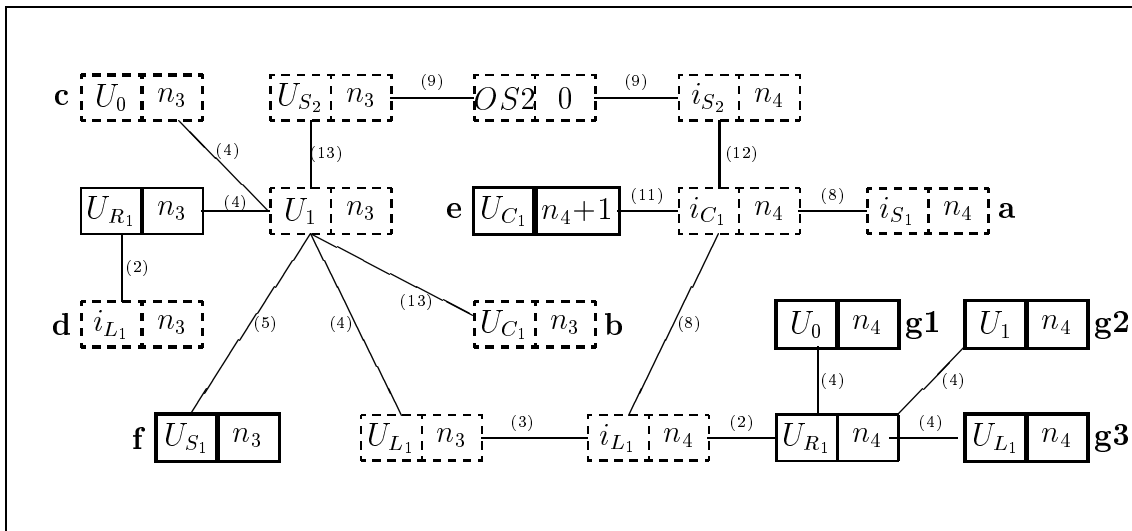 c U_0 n_3 U_{S_2} n_3 (9) OS2 0 (9) i_{S_2} n_4
(4) (13) (12)
U_{R_1} n_3 (4) U_1 n_3 e U_{C_1} n_4+1 (11) i_{C_1} n_4 (8) i_{S_1} n_4 a
(2)
d i_{L_1} n_3 (5) (4) (13) U_{C_1} n_3 b (8) U_0 n_4 g1 U_1 n_4 g2
(4) (4)
f U_{S_1} n_3 U_{L_1} n_3 (3) i_{L_1} n_4 (2) U_{R_1} n_4 (4) U_{L_1} n_4 g3